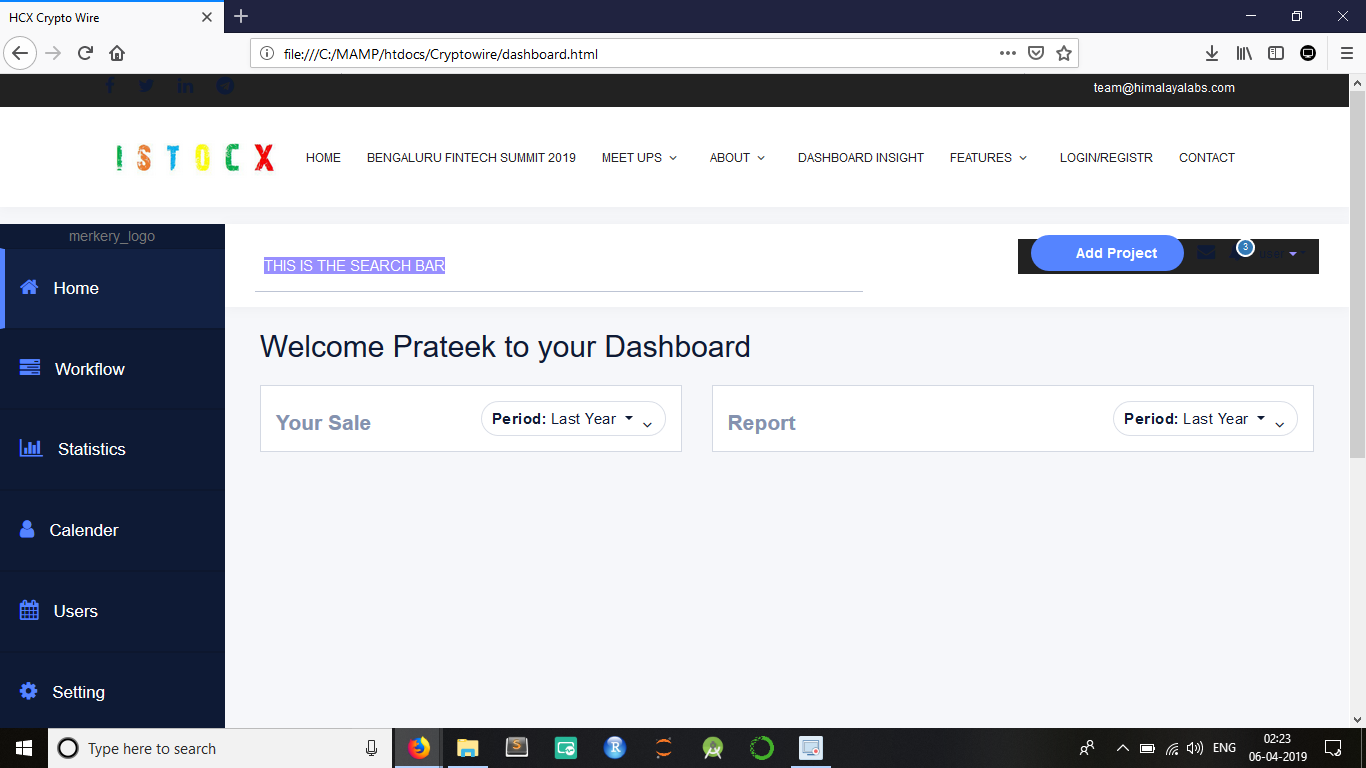 HCX Crypto Wire
file:///C:/MAMP/htdocs/Cryptowire/dashboard.html
team@himalayalabs.com
ISTOCX HOME BENGALURU FINTECH SUMMIT 2019 MEET UPS ABOUT DASHBOARD INSIGHT FEATURES LOGIN/REGISTR CONTACT
merkery_logo
Home
Workflow
Statistics
Calender
Users
Setting
THIS IS THE SEARCH BAR
Add Project 3
Welcome Prateek to your Dashboard
Your Sale Period: Last Year
Report Period: Last Year
Type here to search
ENG
02:23
06-04-2019